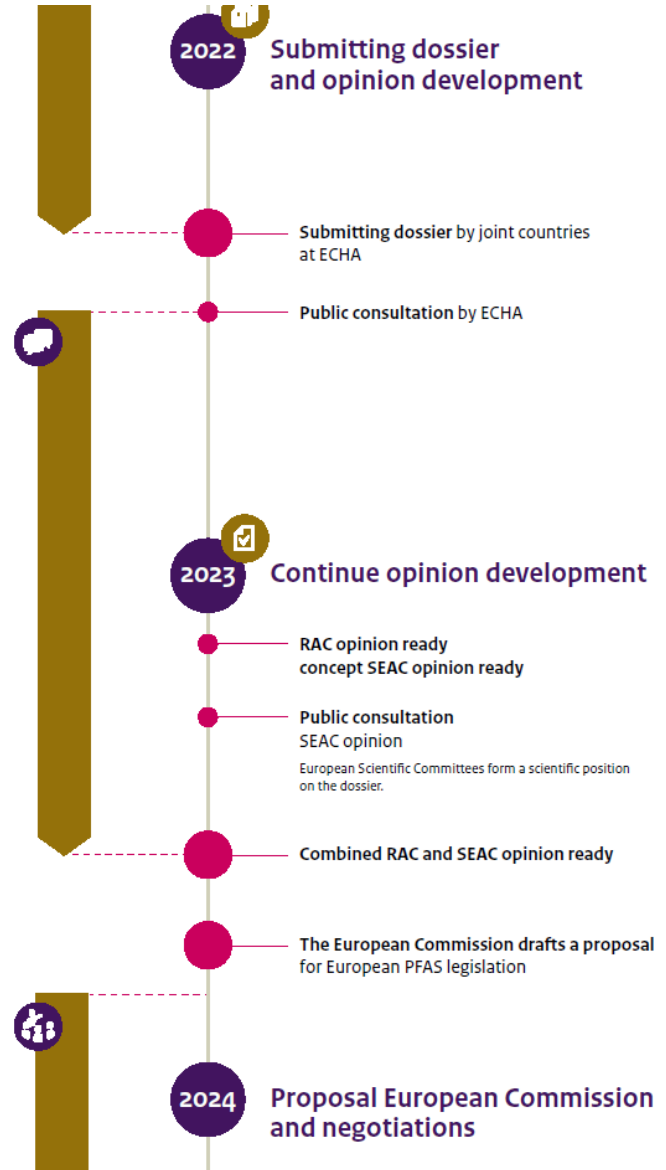 2022
Submitting dossier
and opinion development
Submitting dossier by joint countries
at ECHA
Public consultation by ECHA
2023
Continue opinion development
RAC opinion ready
concept SEAC opinion ready
Public consultation
SEAC opinion
European Scientific Committees form a scientific position
on the dossier.
Combined RAC and SEAC opinion ready
The European Commission drafts a proposal
for European PFAS legislation
2024
Proposal European Commission
and negotiations